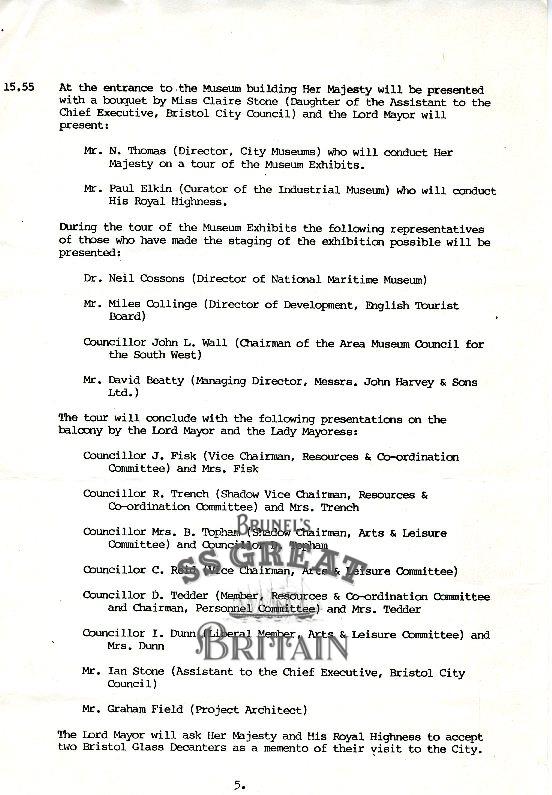 15.55 At the entrance to the Museum building Her Majesty will be presented
with a bouquet by Miss Claire Stone (Daughter of the Assistant to the
Chief Executive, Bristol City Council) and the Lord Mayor will
present:
Mr. N. Thomas (Director, City Museums) who will conduct Her
Majesty on a tour of the Museum Exhibits.
Mr. Paul Elkin (Curator of the Industrial Museum) who will conduct
His Royal Highness.
During the tour of the Museum Exhibits the following representatives
of those who have made the staging of the exhibition possible will be
presented:
Dr. Neil Cossons (Director of National Maritime Museum)
Mr. Miles Collinge (Director of Development, English Tourist
Board)
Councillor John L. Wall (Chairman of the Area Museum Council for
the South West)
Mr. David Beatty (Managing Director, Messrs. John Harvey & Sons
Ltd.)
The tour will conclude with the following presentations on the
balcony by the Lord Mayor and the Lady Mayoress:
Councillor J. Fisk (Vice Chairman, Resources & Co-ordination
Committee) and Mrs. Fisk
Councillor R. Trench (Shadow Vice Chairman, Resources &
Co-ordination Committee) and Mrs. Trench
Councillor Mrs. B. Topham (Shadow Chairman, Arts & Leisure
Committee) and Councillor Topham
Councillor C. Reid (Vice Chairman, Arts & Leisure Committee)
Councillor D. Tedder (Member, Resources & Co-ordination Committee
and Chairman, Personnel Committee) and Mrs. Tedder
Councillor I. Dunn (Liberal Member, Arts & Leisure Committee) and
Mrs. Dunn
Mr. Ian Stone (Assistant to the Chief Executive, Bristol City
Council)
Mr. Graham Field (Project Architect)
The Lord Mayor will ask Her Majesty and His Royal Highness to accept
two Bristol Glass Decanters as a memento of their visit to the City.
5.
BRUNEL'S
SS GREAT
BRITAIN